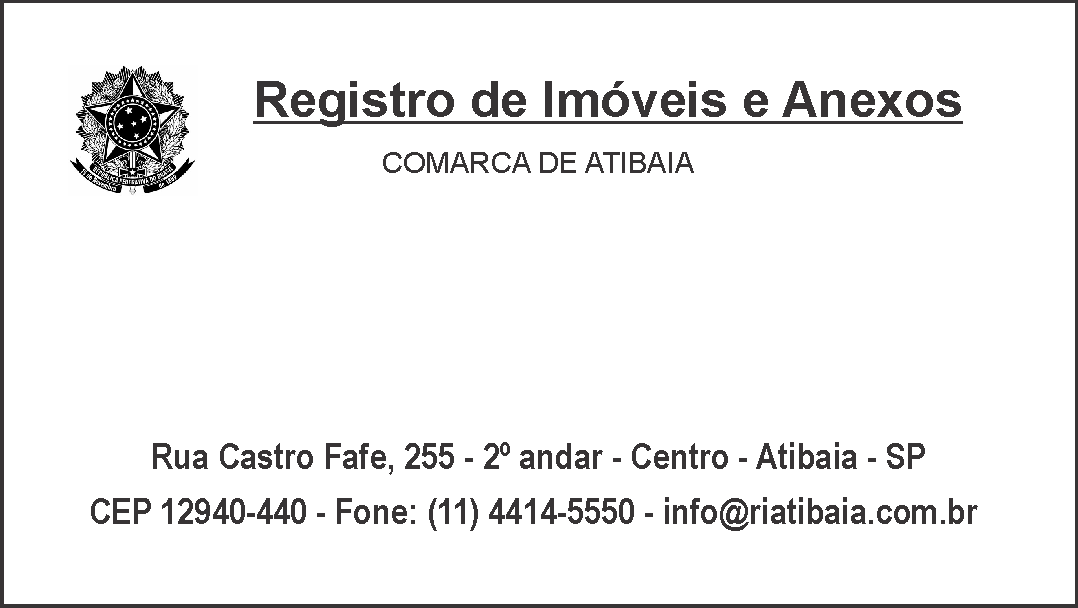 Registro de Imóveis e Anexos
COMARCA DE ATIBAIA
Rua Castro Fafe, 255 - 2º andar - Centro - Atibaia - SP
CEP 12940-440 - Fone: (11) 4414-5550 - info@riatibaia.com.br